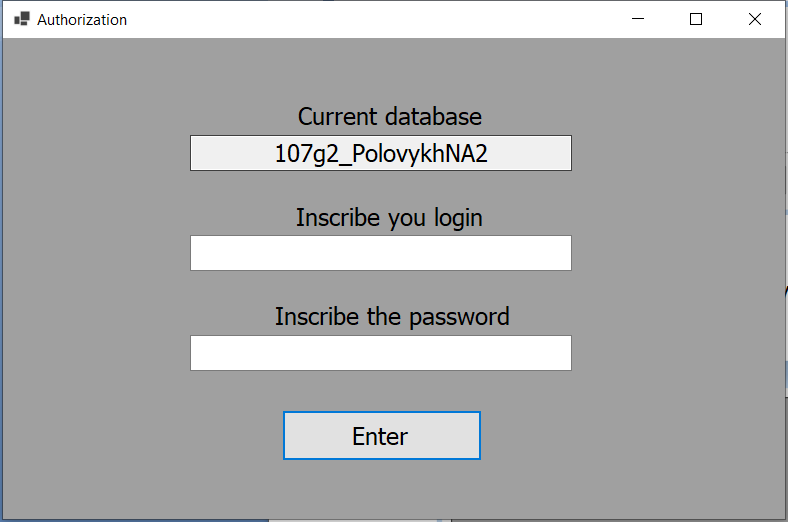 Authorization
Current database
107g2_PolovykhNA2
Inscribe you login
Inscribe the password
Enter